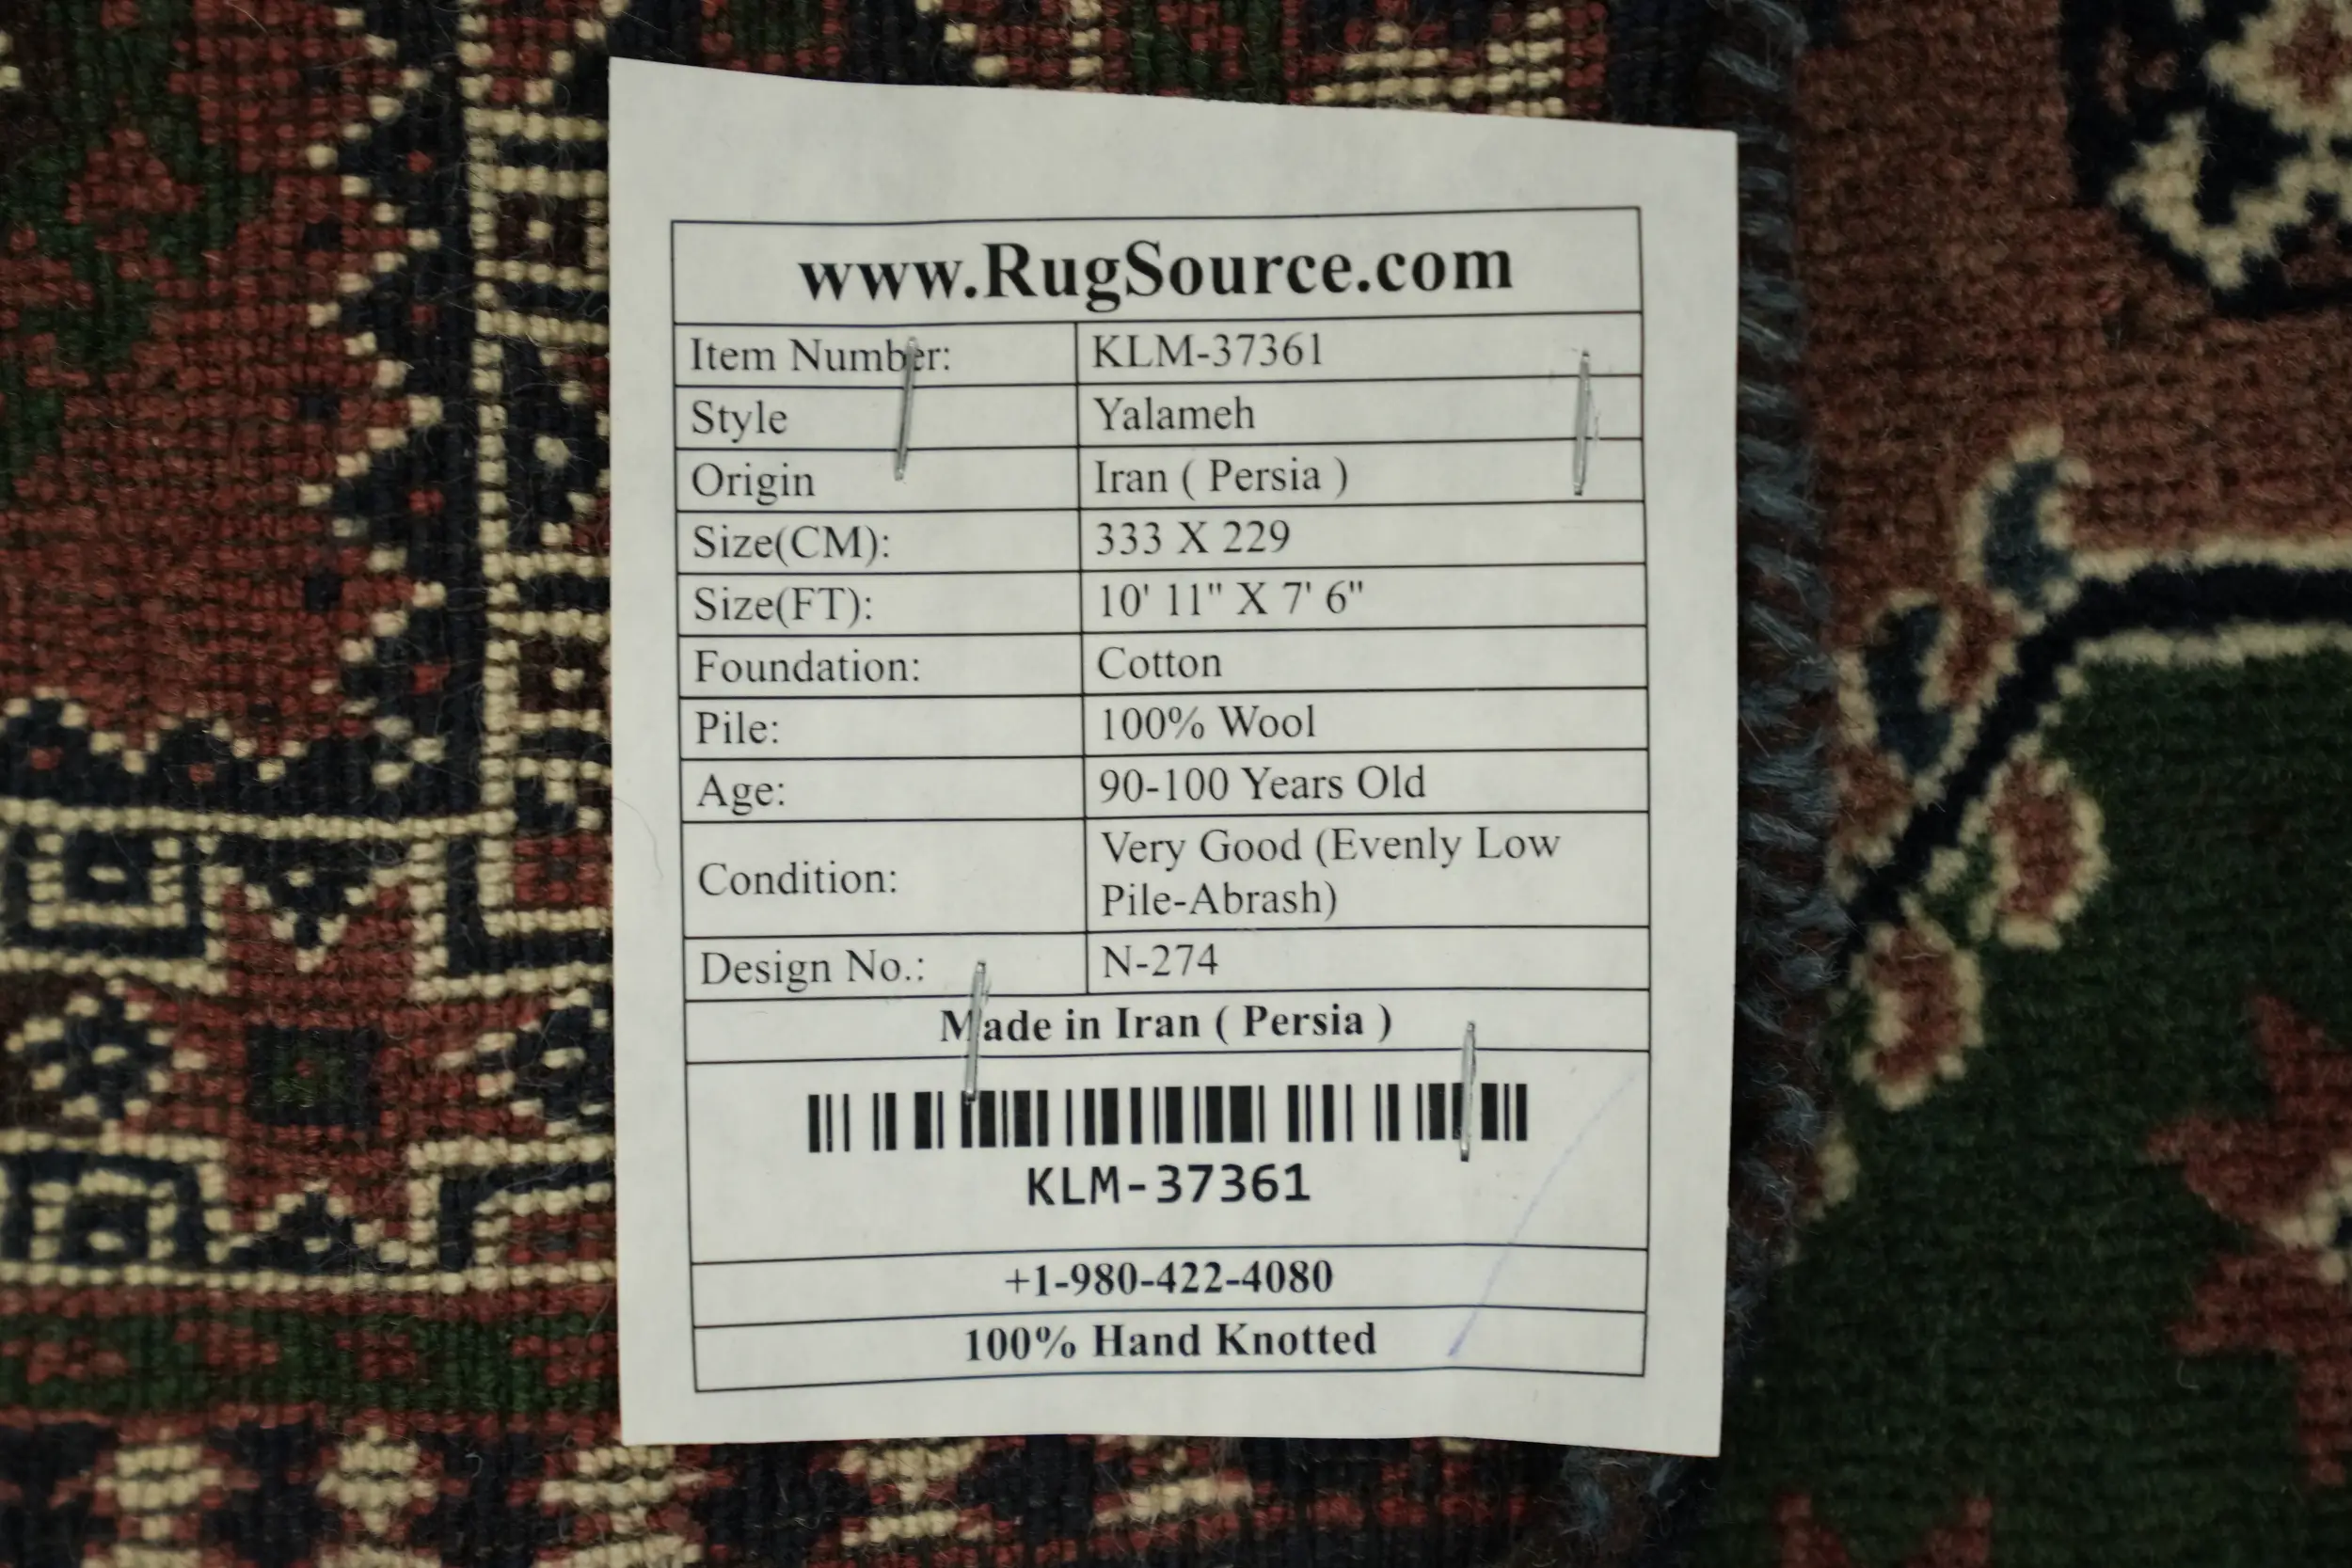 www.RugSource.com
Item Number: KLM-37361
Style Yalameh
Origin Iran ( Persia )
Size(CM): 333 X 229
Size(FT): 10' 11" X 7' 6"
Foundation: Cotton
Pile: 100% Wool
Age: 90-100 Years Old
Condition: Very Good (Evenly Low
Pile-Abrash)
Design No.: N-274
Made in Iran ( Persia )
KLM-37361
+1-980-422-4080
100% Hand Knotted